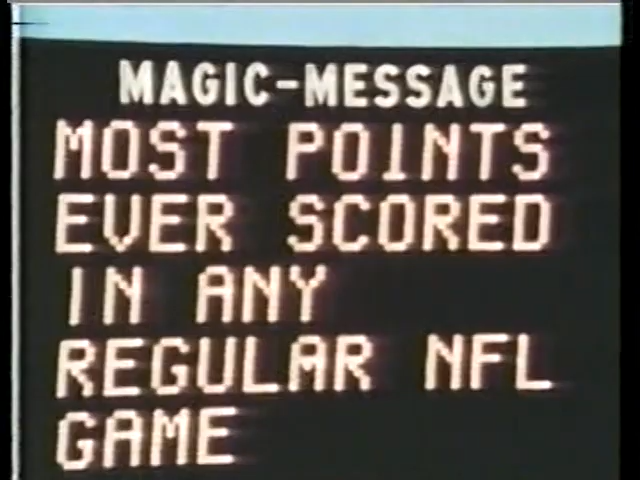 MAGIC-MESSAGE
MOST POINTS
EVER SCORED
IN ANY
REGULAR NFL
GAME